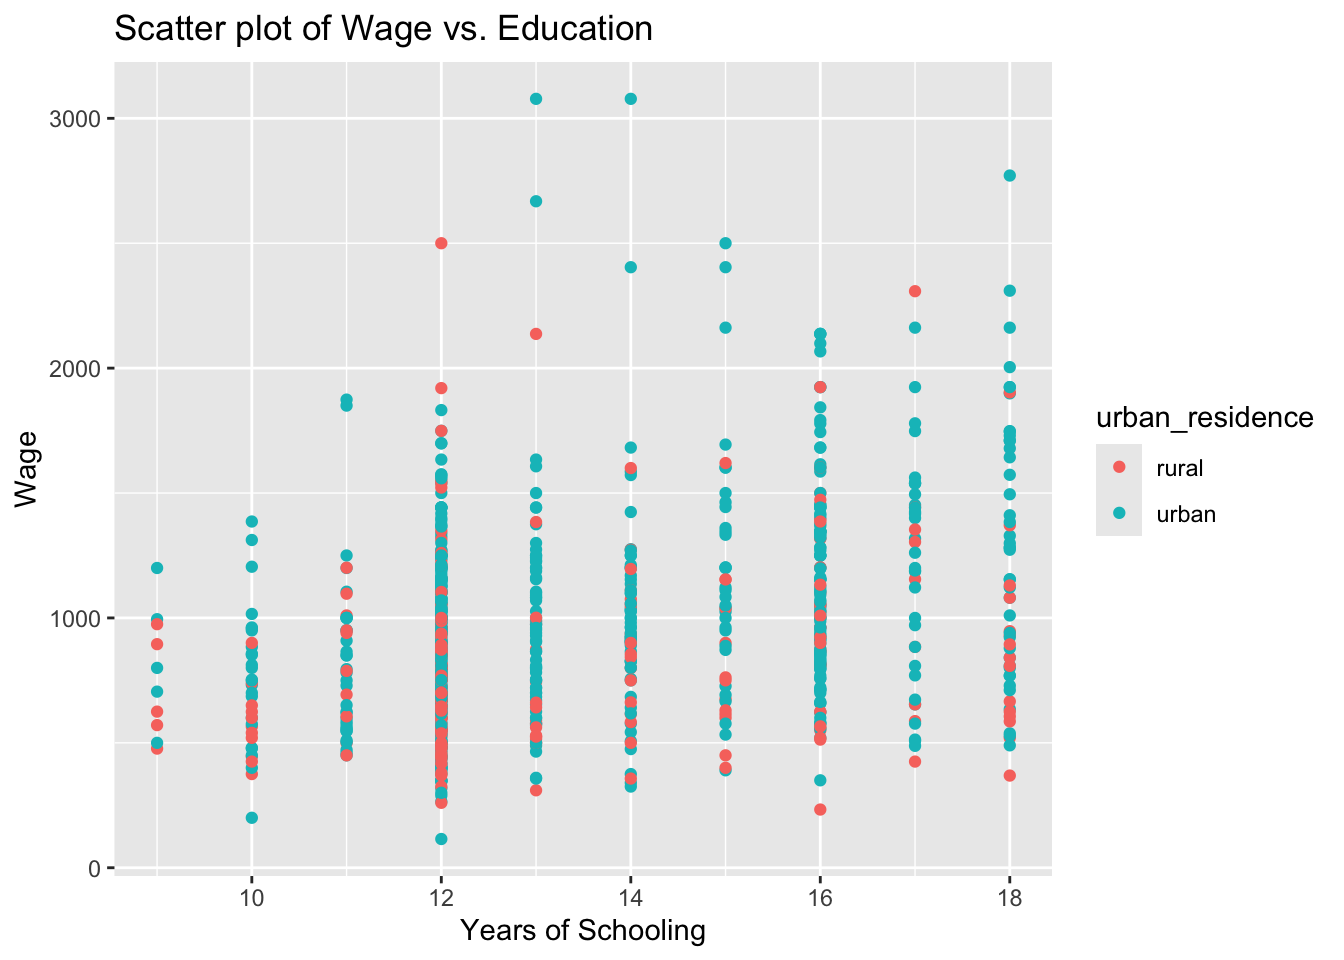 Scatter plot of Wage vs. Education
3000
2000
1000
0
Wage
10 12 14 16 18
Years of Schooling
urban_residence
rural
urban